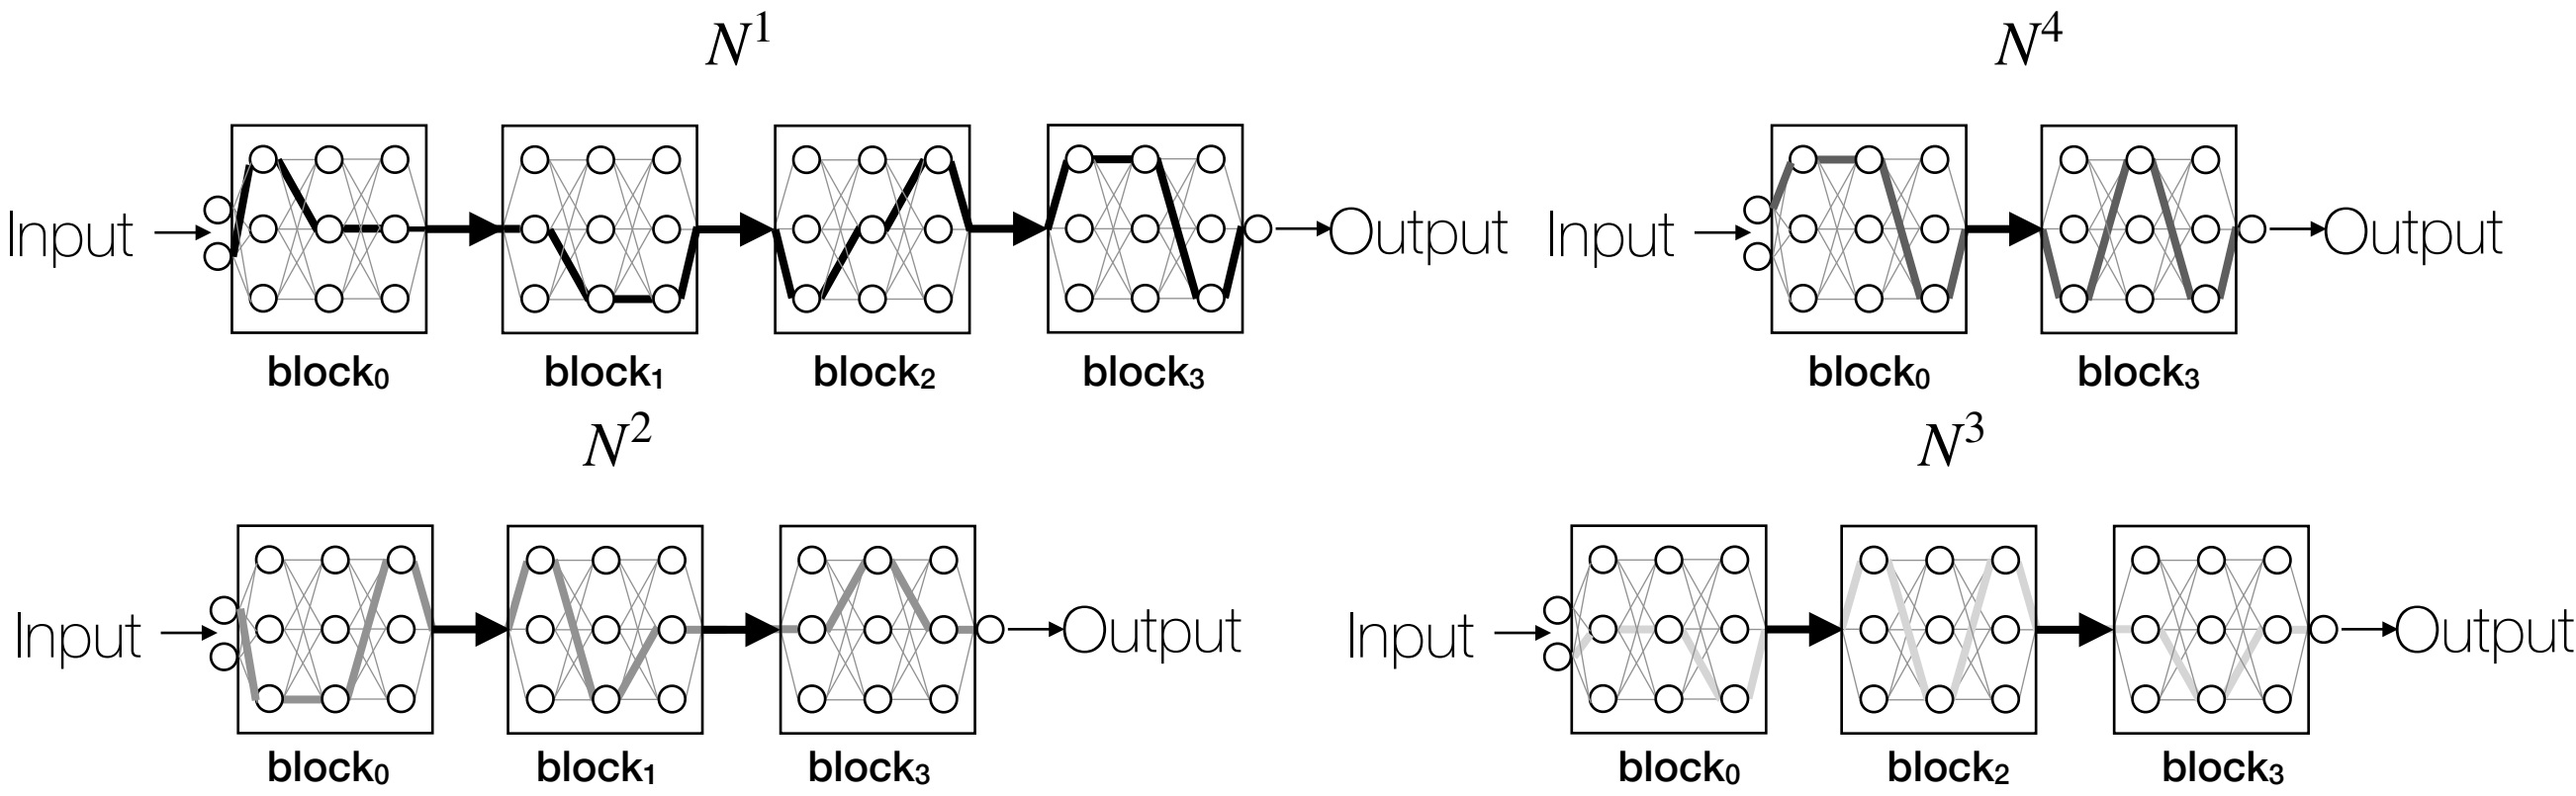 N¹ N⁴
Input Output Input Output
block₀ block₁ block₂ block₃ block₀ block₃
N² N³
Input Output Input Output
block₀ block₁ block₃ block₀ block₂ block₃